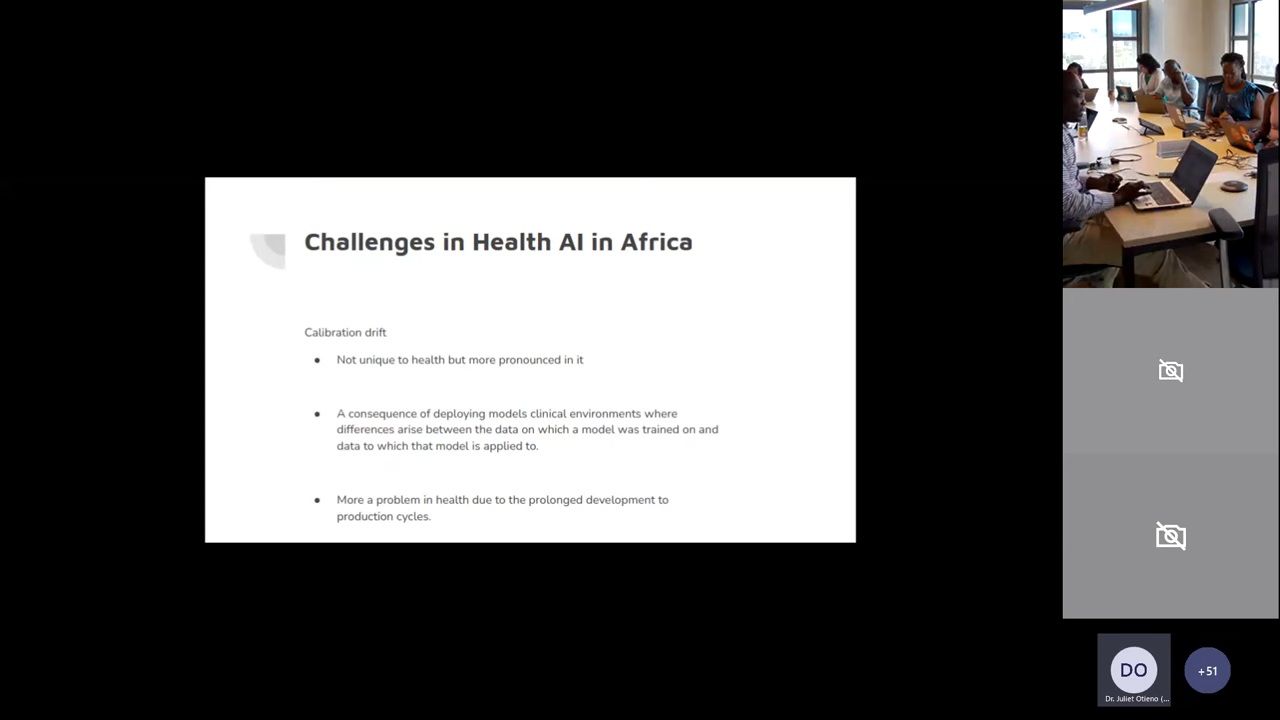 Challenges in Health AI in Africa
Calibration drift
● Not unique to health but more pronounced in it
● A consequence of deploying models clinical environments where
differences arise between the data on which a model was trained on and
data to which that model is applied to.
● More a problem in health due to the prolonged development to
production cycles.
DO
Dr. Juliet Otieno (...
+51